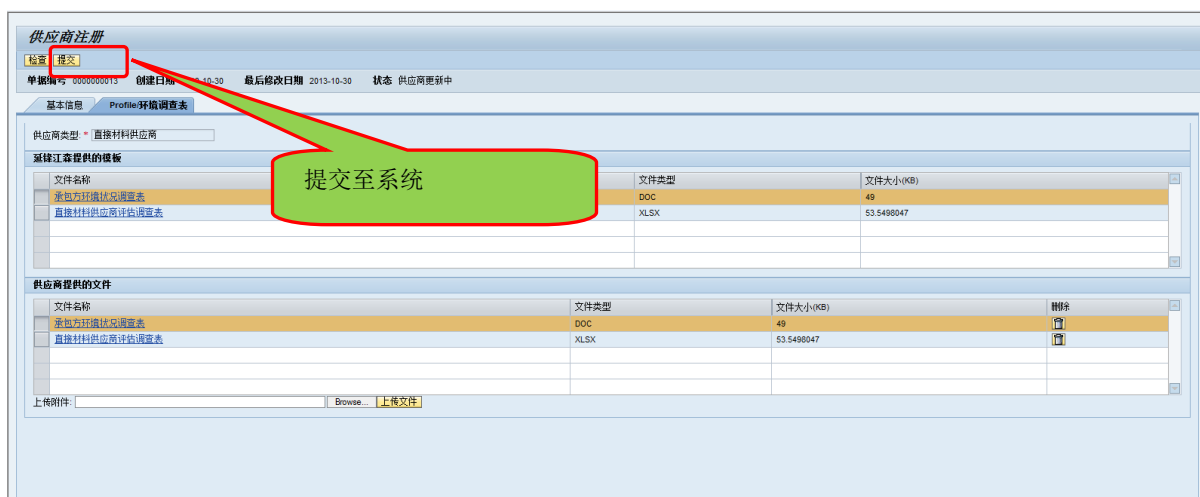 供应商注册
检查 提交
单据编号 0000000013 创建日期 -10-30 最后修改日期 2013-10-30 状态 供应商更新中
基本信息 Profile/环境调查表
供应商类型: * 直接材料供应商
延锋江森提供的模板
提交至系统
文件名称 文件类型 文件大小(KB)
承包方环境状况调查表 DOC 49
直接材料供应商评估调查表 XLSX 53.5498047
供应商提供的文件
文件名称 文件类型 文件大小(KB) 删除
承包方环境状况调查表 DOC 49
直接材料供应商评估调查表 XLSX 53.5498047
上传附件: Browse... 上传文件